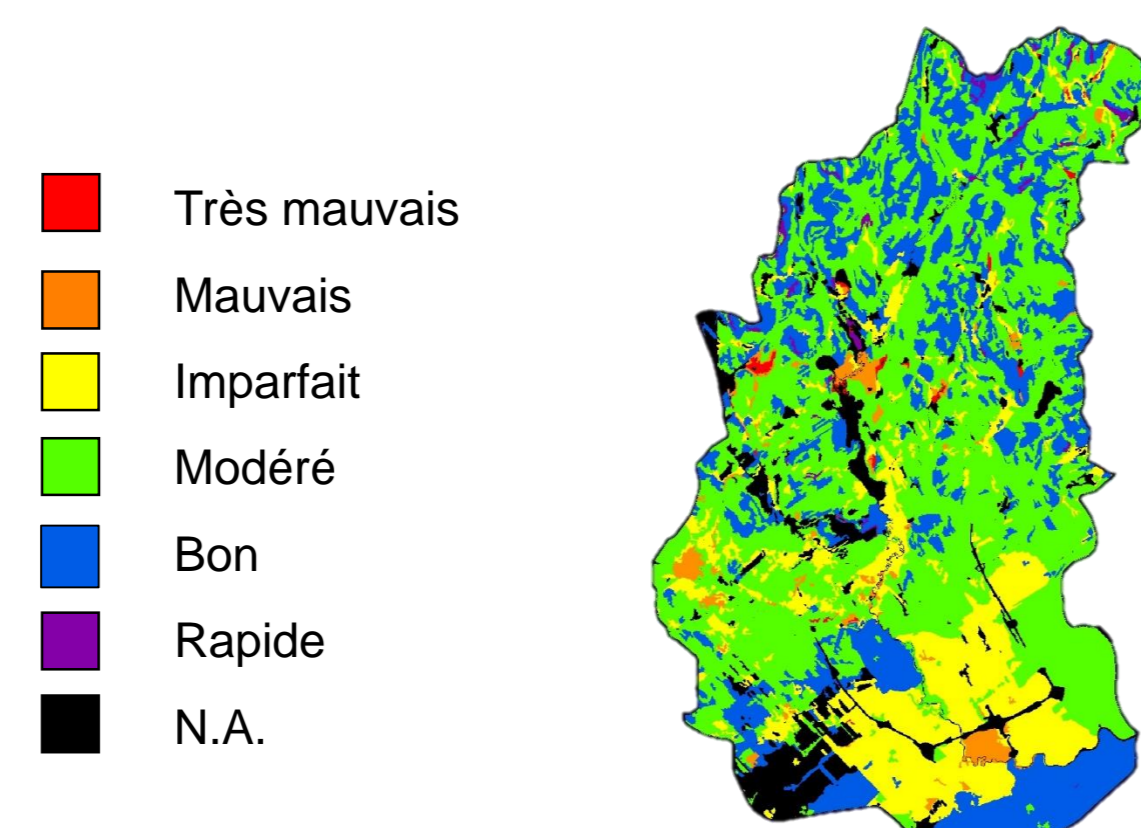 Très mauvais
Mauvais
Imparfait
Modéré
Bon
Rapide
N.A.